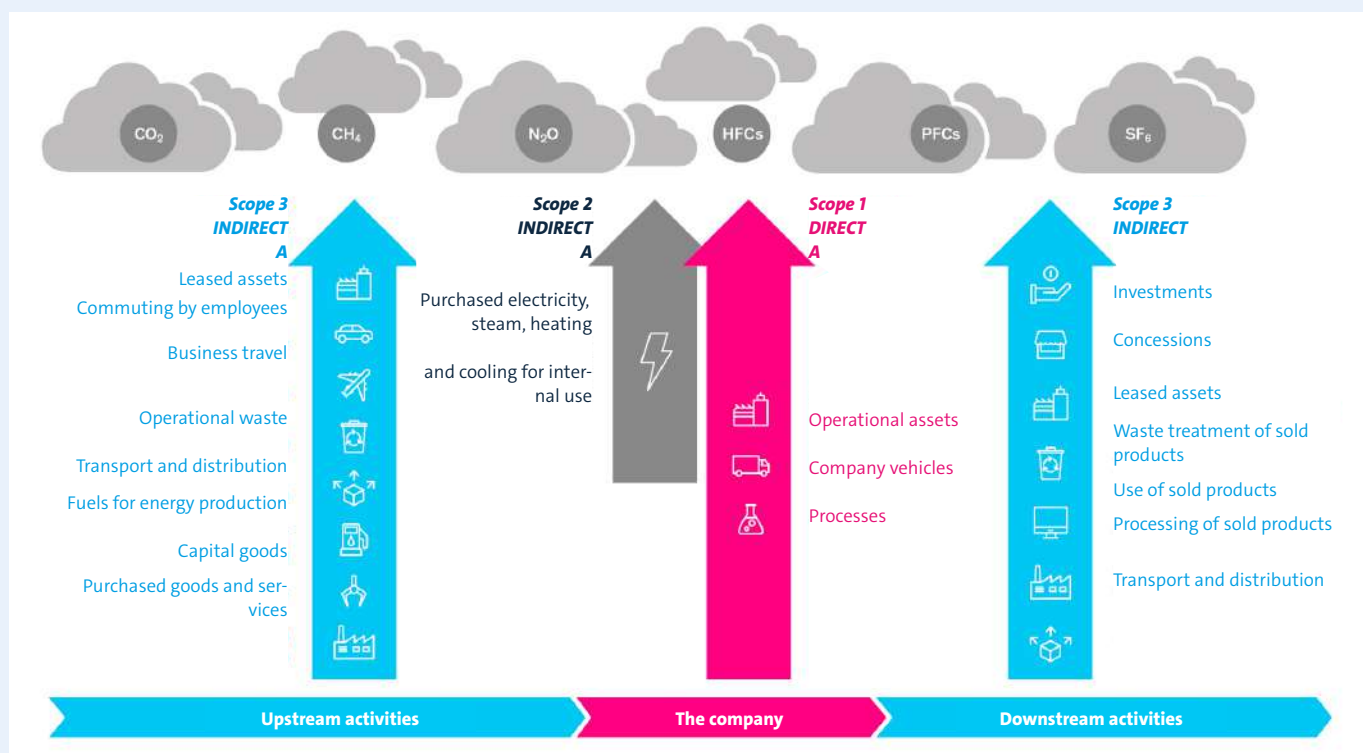 CO₂
CH₄
N₂O
HFCs
PFCs
SF₆
Scope 3
INDIRECT
A
Leased assets
Commuting by employees
Business travel
Operational waste
Transport and distribution
Fuels for energy production
Capital goods
Purchased goods and ser-
vices
Scope 2
INDIRECT
A
Purchased electricity,
steam, heating
and cooling for inter-
nal use
Scope 1
DIRECT
A
Operational assets
Company vehicles
Processes
Scope 3
INDIRECT
Investments
Concessions
Leased assets
Waste treatment of sold
products
Use of sold products
Processing of sold products
Transport and distribution
Upstream activities
The company
Downstream activities